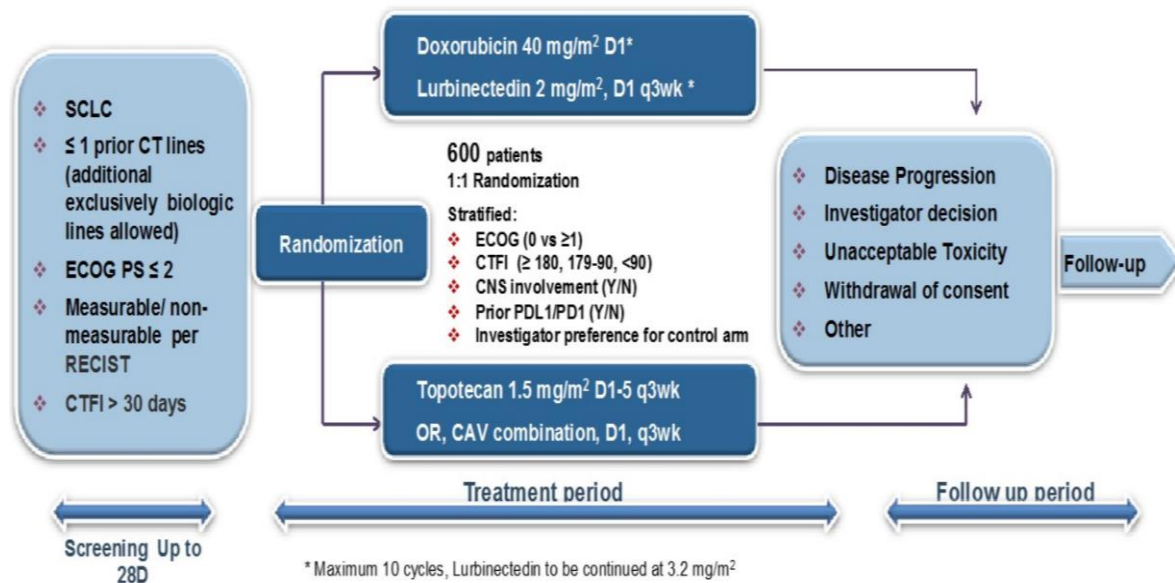 SCLC
≤ 1 prior CT lines
(additional
exclusively biologic
lines allowed)
ECOG PS ≤ 2
Measurable/ non-
measurable per
RECIST
CTFI > 30 days
Randomization
Doxorubicin 40 mg/m² D1*
Lurbinectedin 2 mg/m², D1 q3wk *
600 patients
1:1 Randomization
Stratified:
ECOG (0 vs ≥1)
CTFI (≥ 180, 179-90, <90)
CNS involvement (Y/N)
Prior PDL1/PD1 (Y/N)
Investigator preference for control arm
Topotecan 1.5 mg/m² D1-5 q3wk
OR, CAV combination, D1, q3wk
Disease Progression
Investigator decision
Unacceptable Toxicity
Withdrawal of consent
Other
Follow-up
Screening Up to
28D
Treatment period
Follow up period
* Maximum 10 cycles, Lurbinectedin to be continued at 3.2 mg/m²